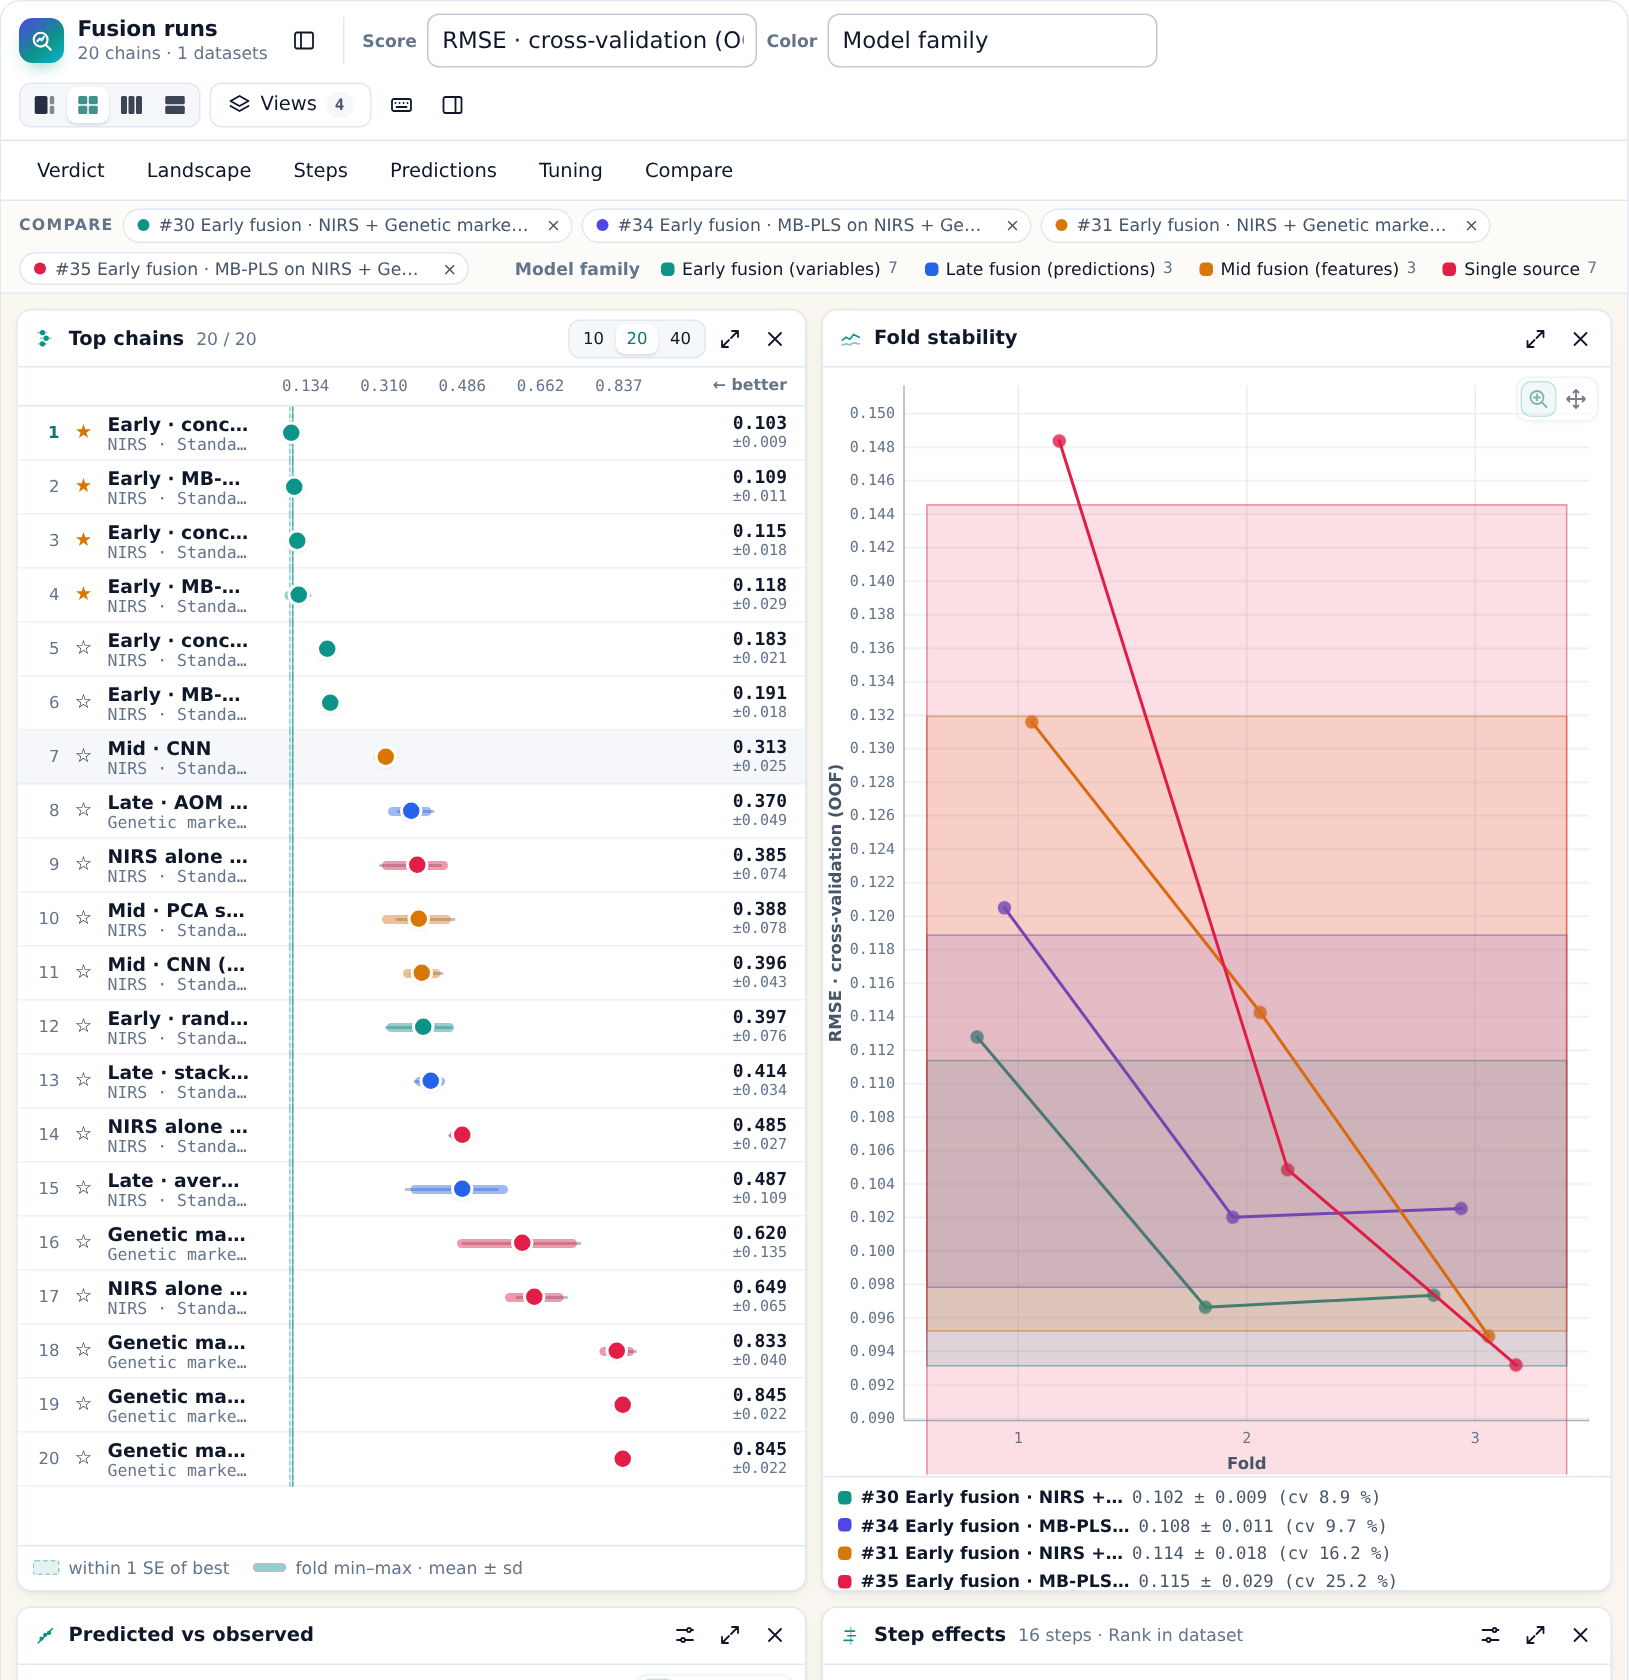 Fusion runs
20 chains · 1 datasets
Score
RMSE · cross-validation (O
Color
Model family
Views 4
Verdict Landscape Steps Predictions Tuning Compare
COMPARE
#30 Early fusion · NIRS + Genetic marke… ×
#34 Early fusion · MB-PLS on NIRS + Ge… ×
#31 Early fusion · NIRS + Genetic marke… ×
#35 Early fusion · MB-PLS on NIRS + Ge… ×
Model family
Early fusion (variables) 7
Late fusion (predictions) 3
Mid fusion (features) 3
Single source 7
Top chains 20 / 20
10 20 40
0.134 0.310 0.486 0.662 0.837 ← better
1 ★ Early · conc… 0.103
NIRS · Standa… ±0.009
2 ★ Early · MB-… 0.109
NIRS · Standa… ±0.011
3 ★ Early · conc… 0.115
NIRS · Standa… ±0.018
4 ★ Early · MB-… 0.118
NIRS · Standa… ±0.029
5 ☆ Early · conc… 0.183
NIRS · Standa… ±0.021
6 ☆ Early · MB-… 0.191
NIRS · Standa… ±0.018
7 ☆ Mid · CNN 0.313
NIRS · Standa… ±0.025
8 ☆ Late · AOM … 0.370
Genetic marke… ±0.049
9 ☆ NIRS alone … 0.385
NIRS · Standa… ±0.074
10 ☆ Mid · PCA s… 0.388
NIRS · Standa… ±0.078
11 ☆ Mid · CNN (… 0.396
NIRS · Standa… ±0.043
12 ☆ Early · rand… 0.397
NIRS · Standa… ±0.076
13 ☆ Late · stack… 0.414
NIRS · Standa… ±0.034
14 ☆ NIRS alone … 0.485
NIRS · Standa… ±0.027
15 ☆ Late · aver… 0.487
NIRS · Standa… ±0.109
16 ☆ Genetic ma… 0.620
Genetic marke… ±0.135
17 ☆ NIRS alone … 0.649
NIRS · Standa… ±0.065
18 ☆ Genetic ma… 0.833
Genetic marke… ±0.040
19 ☆ Genetic ma… 0.845
Genetic marke… ±0.022
20 ☆ Genetic ma… 0.845
Genetic marke… ±0.022
within 1 SE of best
fold min–max · mean ± sd
Fold stability
RMSE · cross-validation (OOF)
0.150
0.148
0.146
0.144
0.142
0.140
0.138
0.136
0.134
0.132
0.130
0.128
0.126
0.124
0.122
0.120
0.118
0.116
0.114
0.112
0.110
0.108
0.106
0.104
0.102
0.100
0.098
0.096
0.094
0.092
0.090
1 2 3
Fold
#30 Early fusion · NIRS +… 0.102 ± 0.009 (cv 8.9 %)
#34 Early fusion · MB-PLS… 0.108 ± 0.011 (cv 9.7 %)
#31 Early fusion · NIRS +… 0.114 ± 0.018 (cv 16.2 %)
#35 Early fusion · MB-PLS… 0.115 ± 0.029 (cv 25.2 %)
Predicted vs observed
Step effects 16 steps · Rank in dataset